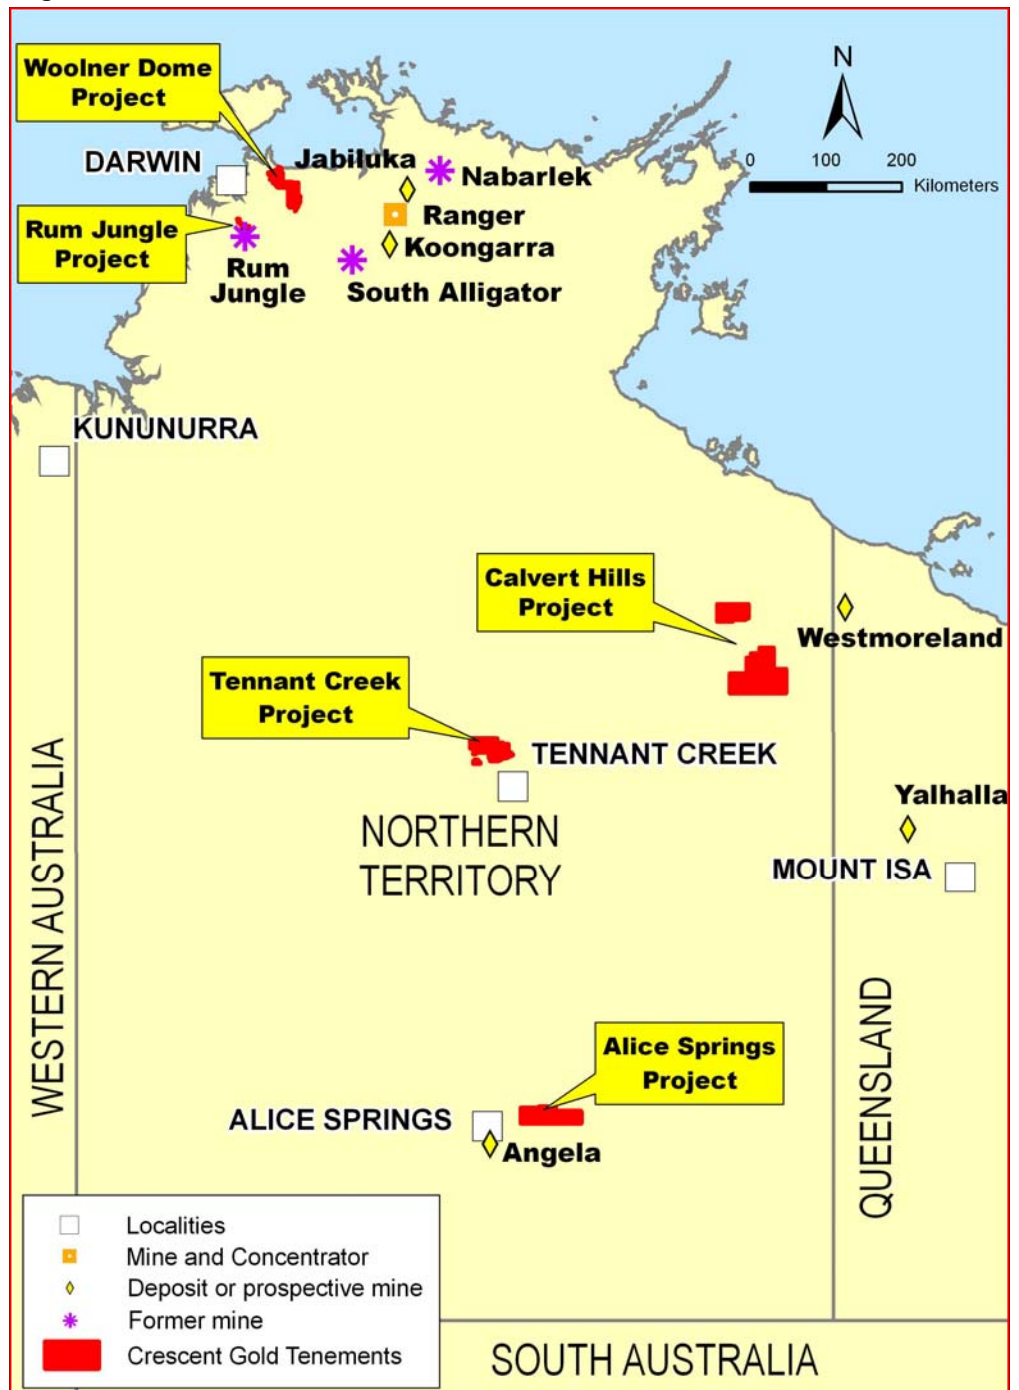 Woolner Dome
Project
N
DARWIN
Jabiluka
Nabarlek
0 100 200
Kilometers
Ranger
Rum Jungle
Project
Koongarra
Rum
Jungle
South Alligator
KUNUNURRA
Calvert Hills
Project
Westmoreland
Tennant Creek
Project
TENNANT CREEK
Yalhalla
NORTHERN
TERRITORY
MOUNT ISA
WESTERN AUSTRALIA
QUEENSLAND
Alice Springs
Project
ALICE SPRINGS
Angela
Localities
Mine and Concentrator
Deposit or prospective mine
Former mine
Crescent Gold Tenements
SOUTH AUSTRALIA